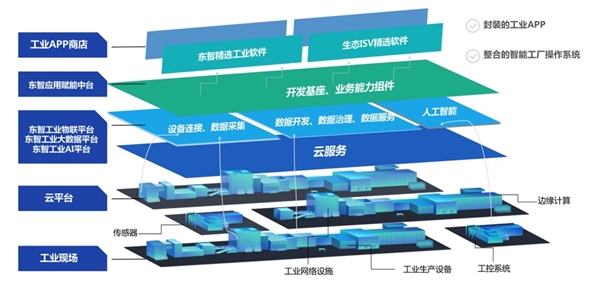 工业APP商店
东智精选工业软件
生态ISV精选软件
封装的工业APP
整合的智能工厂操作系统
东智应用赋能中台
开发基座、业务能力组件
东智工业物联平台
东智工业大数据平台
东智工业AI平台
设备连接、数据采集
数据开发、数据治理、数据服务
人工智能
云服务
云平台
边缘计算
传感器
工业现场
工业网络设施
工业生产设备
工控系统